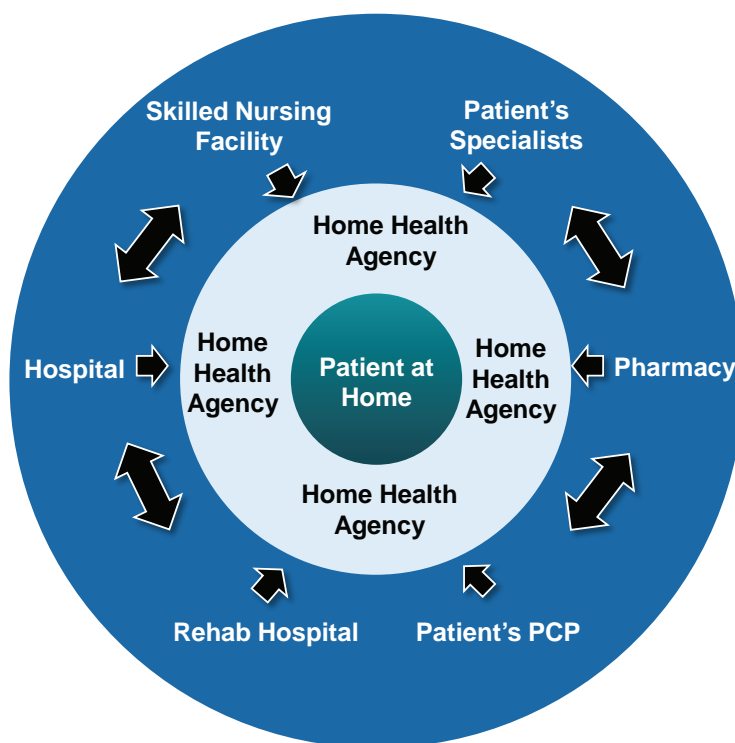 Skilled Nursing
Facility
Patient’s
Specialists
Home Health
Agency
Hospital
Home
Health
Agency
Patient at
Home
Home
Health
Agency
Pharmacy
Home Health
Agency
Rehab Hospital
Patient’s PCP